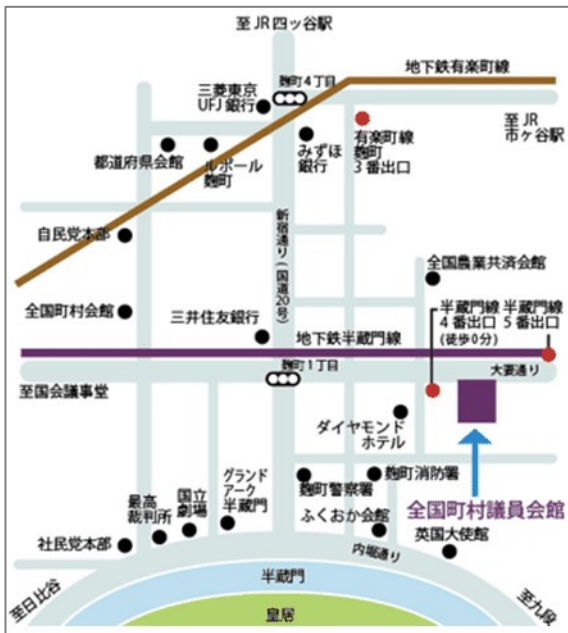 至JR四ッ谷駅
麹町4丁目
地下鉄有楽町線
三菱東京
UFJ銀行
至JR
市ヶ谷駅
有楽町線
麹町
3番出口
みずほ
銀行
都道府県会館
ルポール
麹町
新宿通り(国道20号)
自民党本部
全国農業共済会館
全国町村会館
三井住友銀行
半蔵門線
4番出口
(徒歩0分)
半蔵門線
5番出口
地下鉄半蔵門線
麹町1丁目
大妻通り
至国会議事堂
ダイヤモンド
ホテル
グランド
アーク
半蔵門
麹町警察署
麹町消防署
全国町村議員会館
国立
劇場
最高
裁判所
ふくおか会館
社民党本部
内堀通り
英国大使館
半蔵門
至日比谷
皇居
至九段